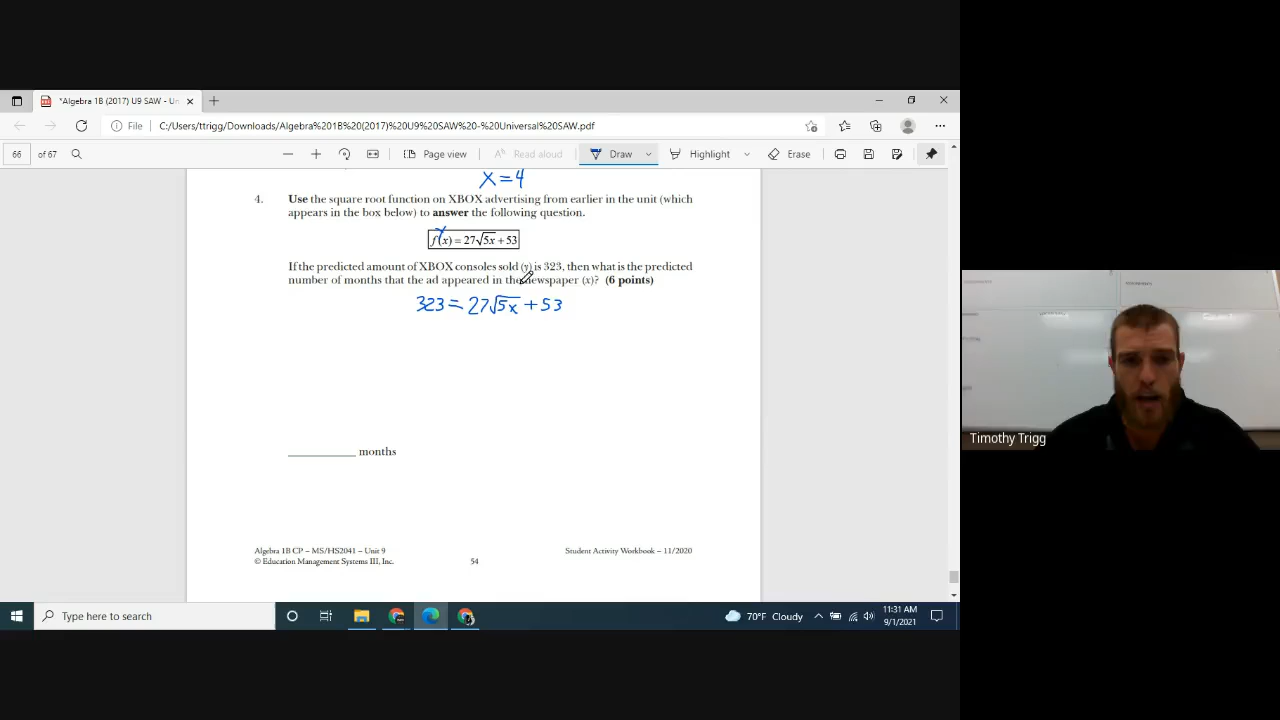 *Algebra 1B (2017) U9 SAW - Un
File C:/Users/ttrigg/Downloads/Algebra%201B%20(2017)%20U9%20SAW%20-%20Universal%20SAW.pdf
66 of 67 Page view Read aloud Draw Highlight Erase
x = 4
4. Use the square root function on XBOX advertising from earlier in the unit (which
appears in the box below) to answer the following question.
y
f(x) = 27√5x + 53
If the predicted amount of XBOX consoles sold (y) is 323, then what is the predicted
number of months that the ad appeared in the newspaper (x)? (6 points)
323 = 27√5x + 53
____________ months
Algebra 1B CP – MS/HS2041 – Unit 9 Student Activity Workbook – 11/2020
© Education Management Systems III, Inc. 54
Timothy Trigg
Type here to search 70°F Cloudy 11:31 AM
9/1/2021